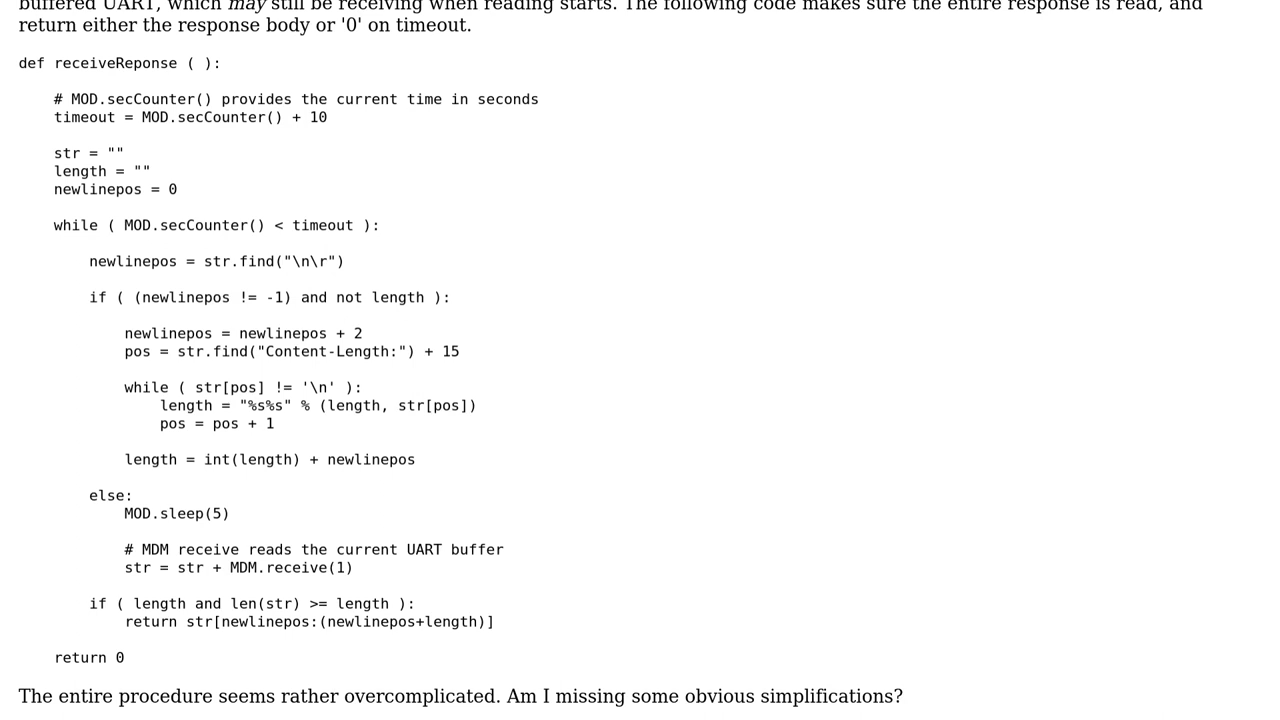 buffered UART, which may still be receiving when reading starts. The following code makes sure the entire response is read, and
return either the response body or '0' on timeout.
def receiveReponse ( ):
    # MOD.secCounter() provides the current time in seconds
    timeout = MOD.secCounter() + 10
    str = ""
    length = ""
    newlinepos = 0
    while ( MOD.secCounter() < timeout ):
        newlinepos = str.find("\n\r")
        if ( (newlinepos != -1) and not length ):
            newlinepos = newlinepos + 2
            pos = str.find("Content-Length:") + 15
            while ( str[pos] != '\n' ):
                length = "%s%s" % (length, str[pos])
                pos = pos + 1
            length = int(length) + newlinepos
        else:
            MOD.sleep(5)
            # MDM receive reads the current UART buffer
            str = str + MDM.receive(1)
        if ( length and len(str) >= length ):
            return str[newlinepos:(newlinepos+length)]
    return 0
The entire procedure seems rather overcomplicated. Am I missing some obvious simplifications?